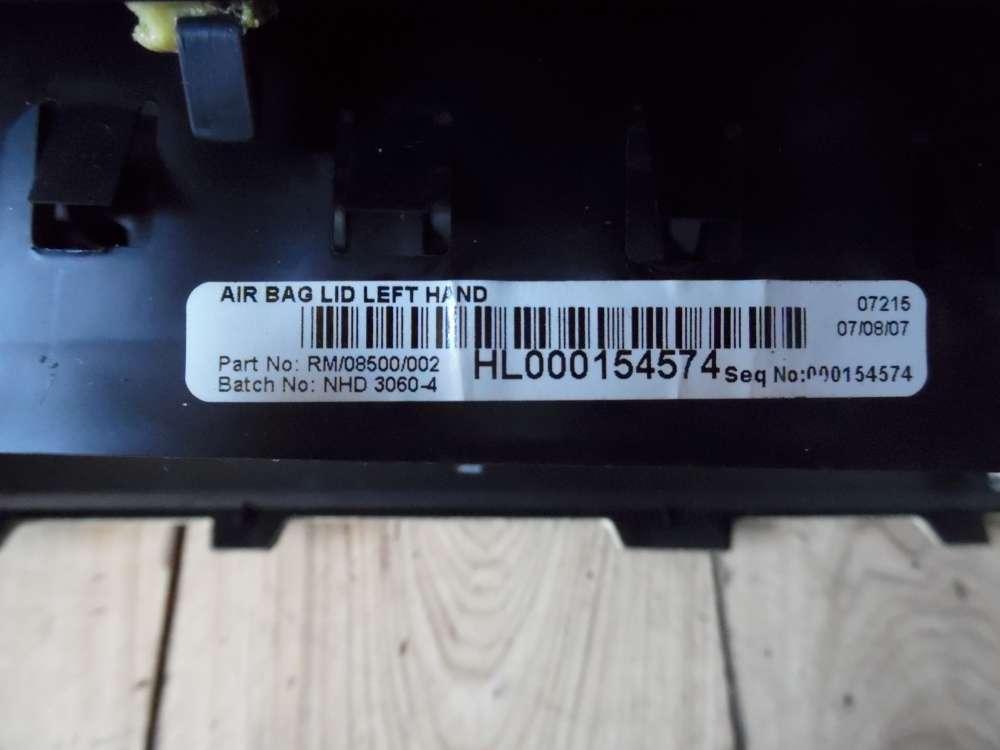 AIR BAG LID LEFT HAND
07215
07/08/07
Part No: RM/08500/002
HL000154574
Seq No:000154574
Batch No: NHD 3060-4